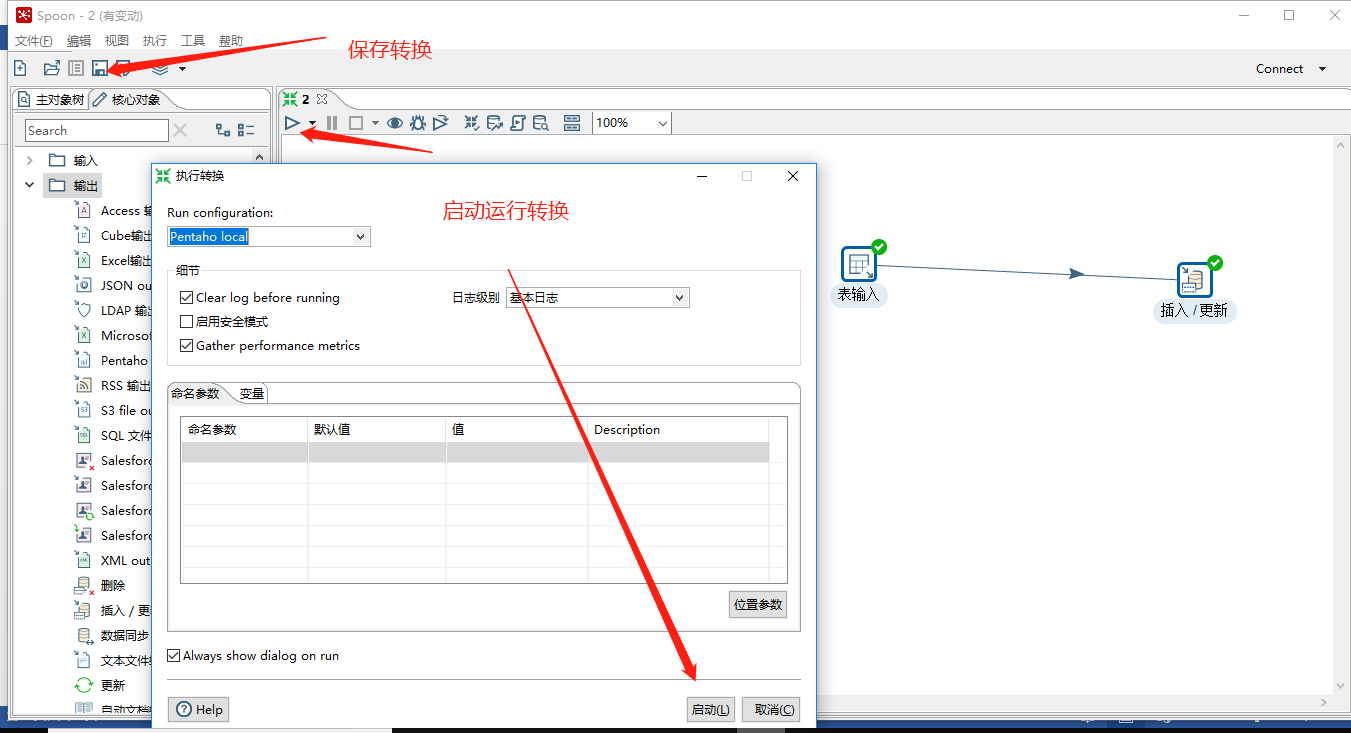 Spoon - 2 (有变动)
文件(F) 编辑 视图 执行 工具 帮助
保存转换
Connect
主对象树 核心对象 2
Search
100%
输入
输出
Access 输
Cube输出
Excel输出
JSON ou
LDAP 输出
Microsof
Pentaho
RSS 输出
S3 file ou
SQL 文件
Salesforc
Salesforc
Salesforc
Salesforc
XML out
删除
插入 / 更
数据同步
文本文件
更新
自动文档
执行转换
Run configuration:
启动运行转换
Pentaho local
细节
Clear log before running 日志级别 基本日志
启用安全模式
Gather performance metrics
命名参数 变量
命名参数 默认值 值 Description
位置参数
Always show dialog on run
Help 启动(L) 取消(C)
表输入
插入 / 更新